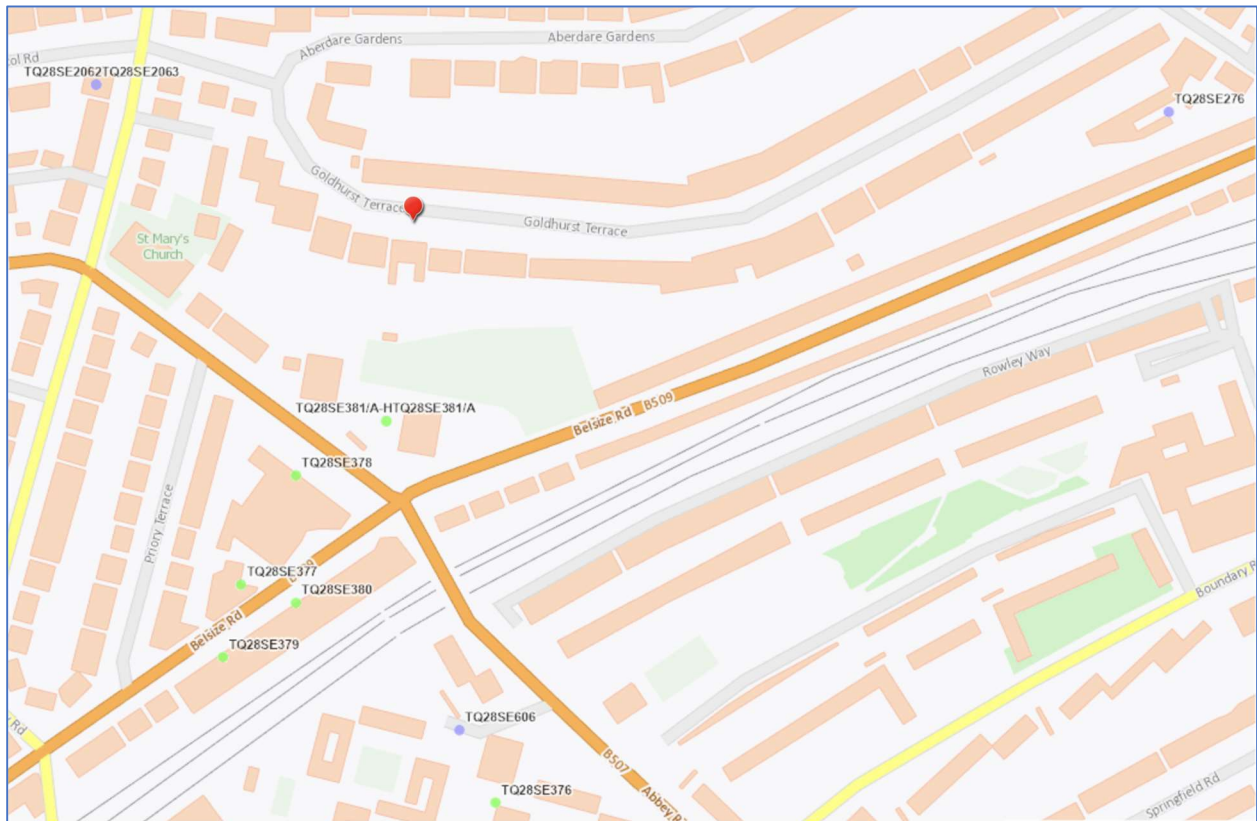 Aberdare Gardens
Aberdare Gardens
ol Rd
TQ28SE2062TQ28SE2063
TQ28SE276
Goldhurst Terrace
Goldhurst Terrace
St Mary's
Church
Rowley Way
TQ28SE381/A-HTQ28SE381/A
Belsize Rd B509
TQ28SE378
Priory Terrace
TQ28SE377
TQ28SE380
Boundary R
Belsize Rd
TQ28SE379
TQ28SE606
Rd
B507
Abbey R
TQ28SE376
Springfield Rd